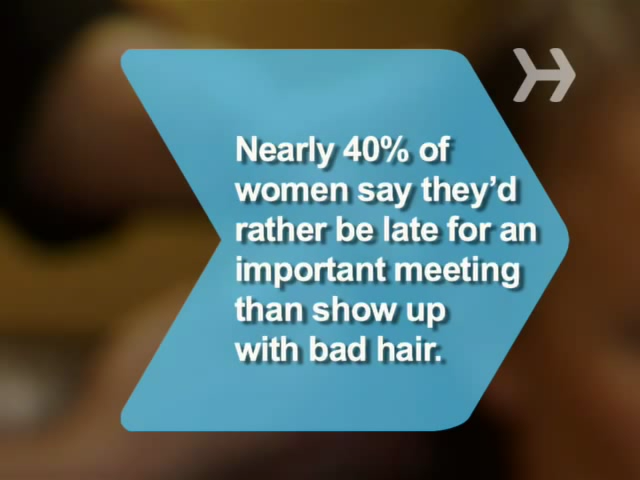 Nearly 40% of
women say they’d
rather be late for an
important meeting
than show up
with bad hair.